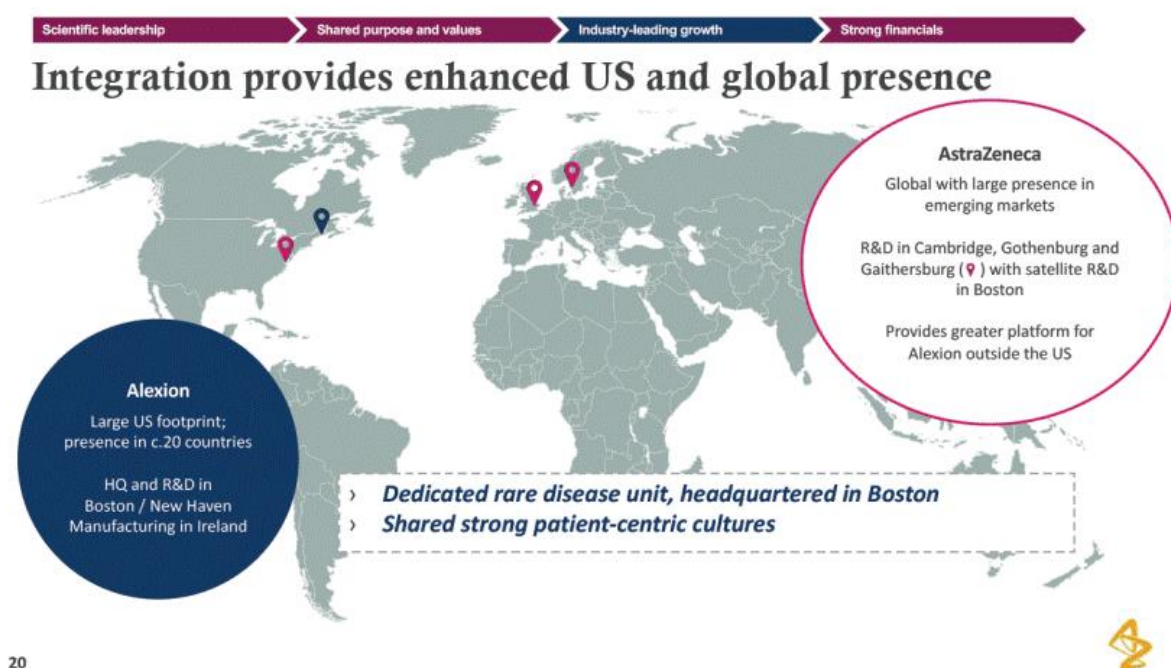 Scientific leadership
Shared purpose and values
Industry-leading growth
Strong financials
Integration provides enhanced US and global presence
AstraZeneca
Global with large presence in
emerging markets
R&D in Cambridge, Gothenburg and
Gaithersburg ( ) with satellite R&D
in Boston
Provides greater platform for
Alexion outside the US
Alexion
Large US footprint;
presence in c.20 countries
HQ and R&D in
Boston / New Haven
Manufacturing in Ireland
› Dedicated rare disease unit, headquartered in Boston
› Shared strong patient-centric cultures
20